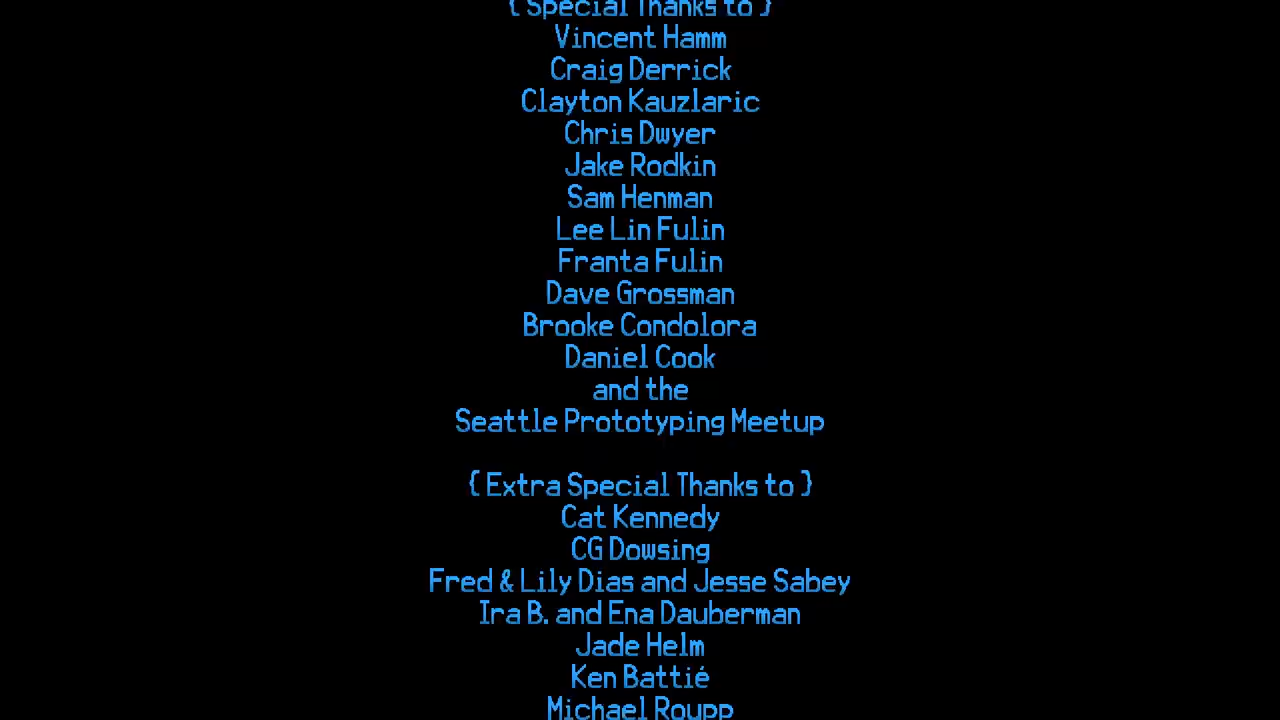 { Special Thanks to }
Vincent Hamm
Craig Derrick
Clayton Kauzlaric
Chris Dwyer
Jake Rodkin
Sam Henman
Lee Lin Fulin
Franta Fulin
Dave Grossman
Brooke Condolora
Daniel Cook
and the
Seattle Prototyping Meetup
{ Extra Special Thanks to }
Cat Kennedy
CG Dowsing
Fred & Lily Dias and Jesse Sabey
Ira B. and Ena Dauberman
Jade Helm
Ken Battié
Michael Roupp